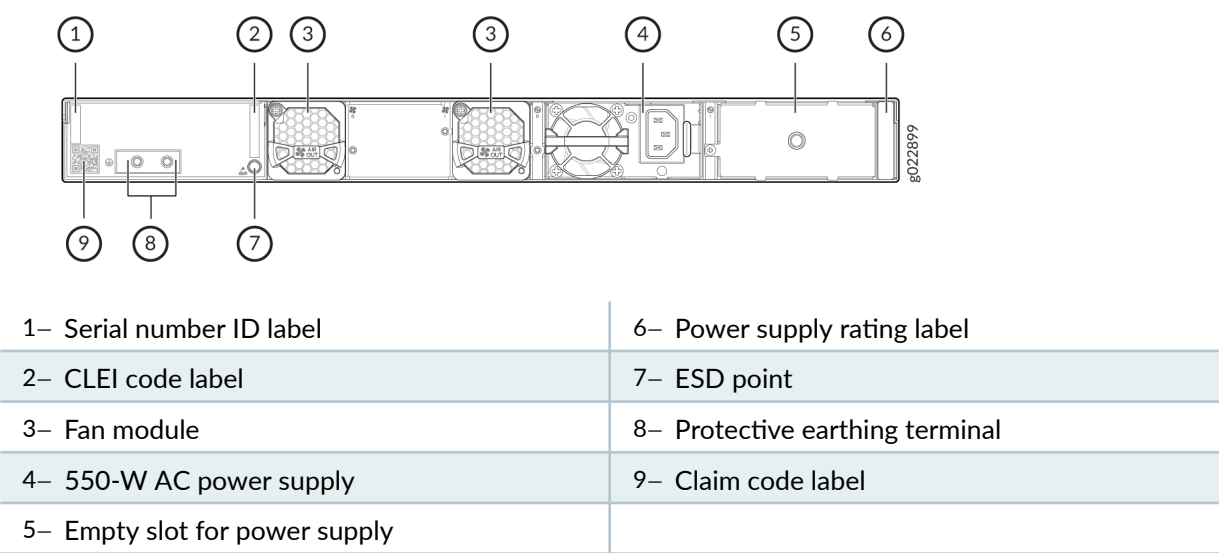 1 2 3 3 4 5 6
AIR OUT
AIR OUT
g022899
9 8 7
1– Serial number ID label
2– CLEI code label
3– Fan module
4– 550-W AC power supply
5– Empty slot for power supply
6– Power supply rating label
7– ESD point
8– Protective earthing terminal
9– Claim code label